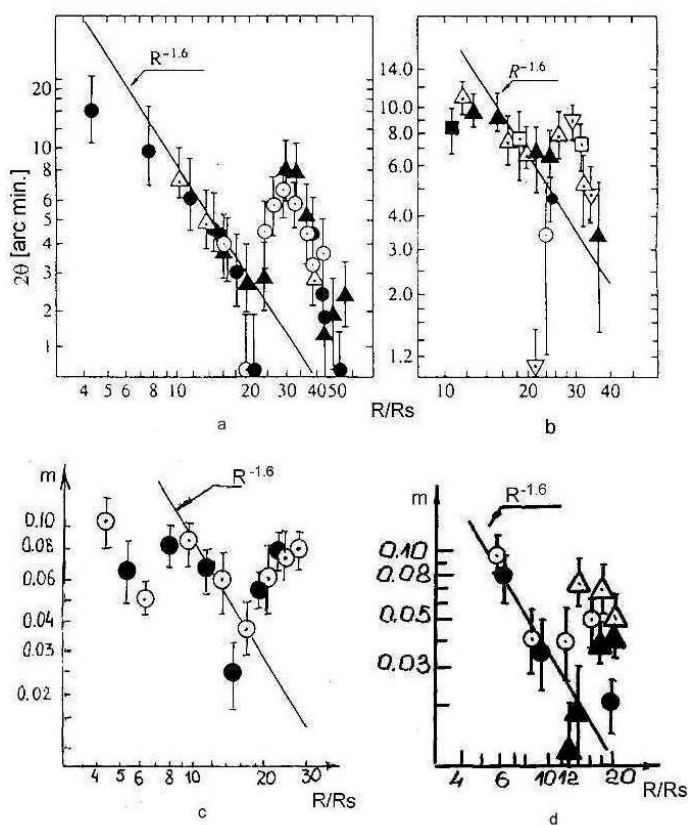 R⁻¹·⁶
20
10
8
6
5
4
3
2
1
2θ [arc min.]
4 5 6 8 10 20 30 40 50
R/Rs
a
R⁻¹·⁶
14.0
10.0
8.0
6.0
4.0
3.0
2.0
1.2
10 20 30 40
R/Rs
b
m
R⁻¹·⁶
0.10
0.08
0.06
0.04
0.03
0.02
4 5 6 8 10 20 30
R/Rs
c
m
R⁻¹·⁶
0.10
0.08
0.05
0.03
4 6 10 12 20
R/Rs
d